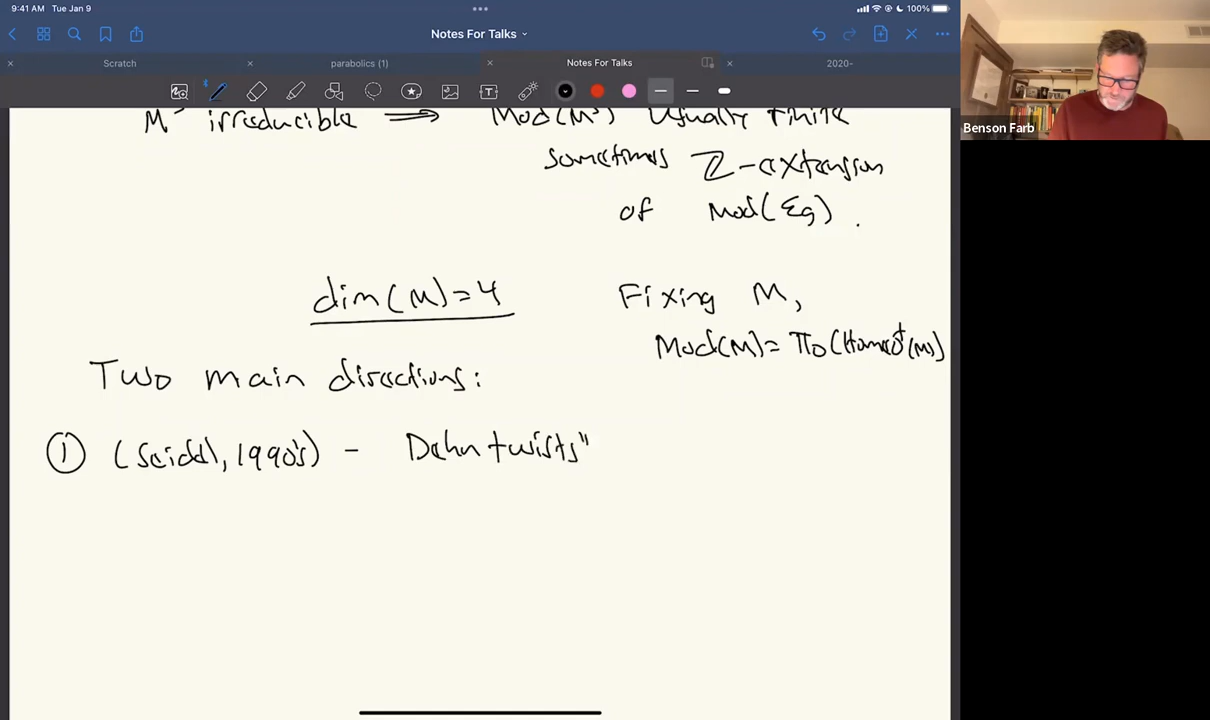 9:41 AM Tue Jan 9
100%
Notes For Talks
Scratch
parabolics (1)
Notes For Talks
2020-
M³ irreducible ⟹ Mod(M³) usually finite
sometimes ℤ-extension
of Mod(Σg).
dim(M)=4
Fixing M,
Mod(M)= π₀(Homeo⁺(M))
Two main directions:
① (Seidel, 1990's) - Dehn twists"
Benson Farb